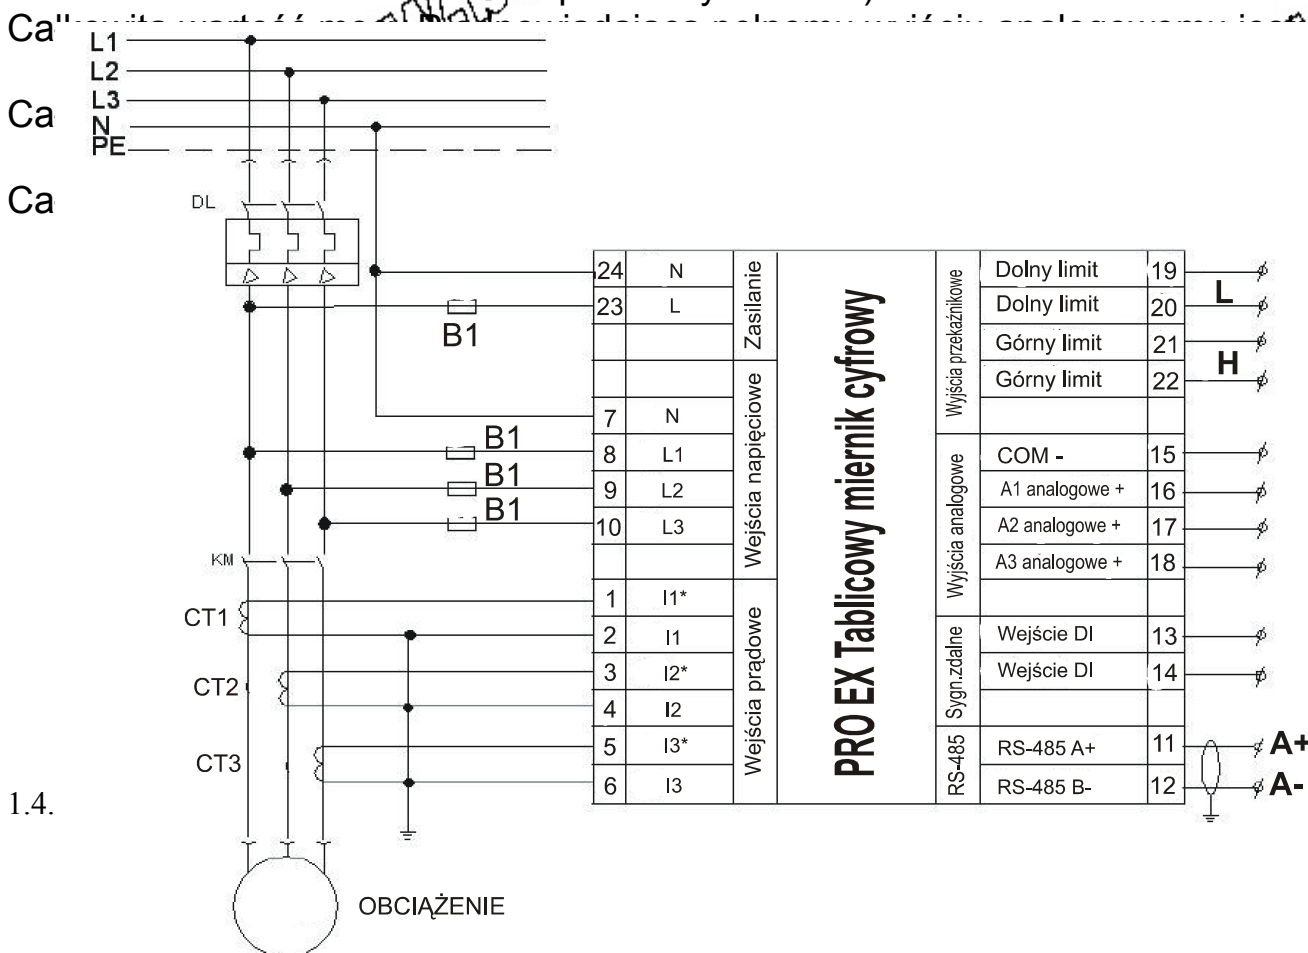 Ca
L1
L2
L3
N
PE
Ca
Ca
DL
B1
B1
B1
B1
KM
CT1
CT2
CT3
1.4.
OBCIĄŻENIE
24 N
23 L
Zasilanie
7 N
8 L1
9 L2
10 L3
Wejścia napięciowe
1 I1*
2 I1
3 I2*
4 I2
5 I3*
6 I3
Wejścia prądowe
PRO EX Tablicowy miernik cyfrowy
Wyjścia przekaźnikowe
Dolny limit 19
Dolny limit 20
L
Górny limit 21
Górny limit 22
H
Wyjścia analogowe
COM - 15
A1 analogowe + 16
A2 analogowe + 17
A3 analogowe + 18
Sygn.zdalne
Wejście DI 13
Wejście DI 14
RS-485
RS-485 A+ 11
A+
RS-485 B- 12
A-